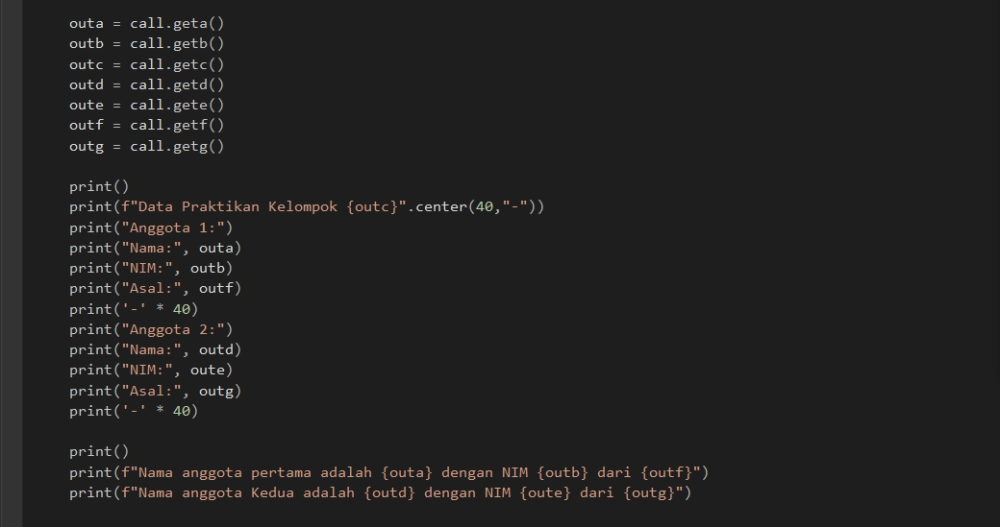 outa = call.geta()
outb = call.getb()
outc = call.getc()
outd = call.getd()
oute = call.gete()
outf = call.getf()
outg = call.getg()
print()
print(f"Data Praktikan Kelompok {outc}".center(40,"-"))
print("Anggota 1:")
print("Nama:", outa)
print("NIM:", outb)
print("Asal:", outf)
print('-' * 40)
print("Anggota 2:")
print("Nama:", outd)
print("NIM:", oute)
print("Asal:", outg)
print('-' * 40)
print()
print(f"Nama anggota pertama adalah {outa} dengan NIM {outb} dari {outf}")
print(f"Nama anggota Kedua adalah {outd} dengan NIM {oute} dari {outg}")